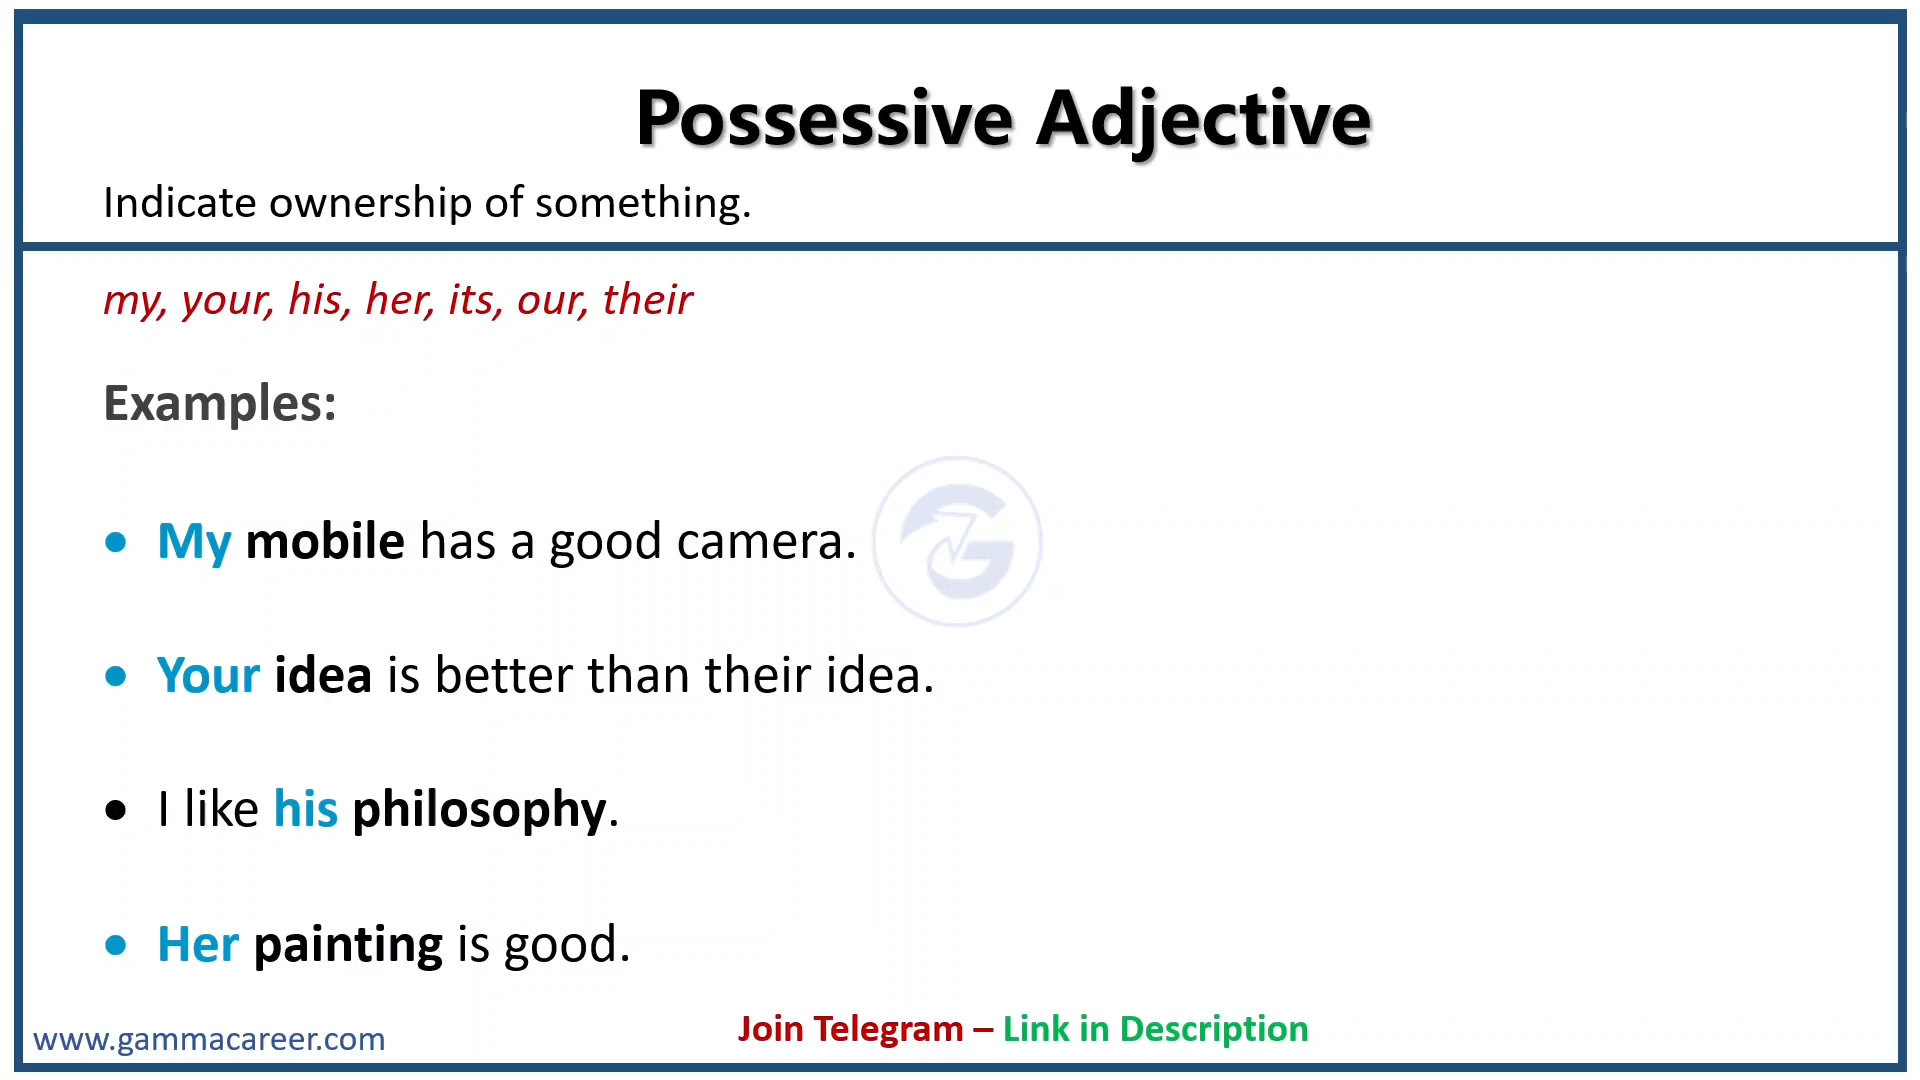 Possessive Adjective
Indicate ownership of something.
my, your, his, her, its, our, their
Examples:
• My mobile has a good camera.
• Your idea is better than their idea.
• I like his philosophy.
• Her painting is good.
www.gammacareer.com
Join Telegram – Link in Description